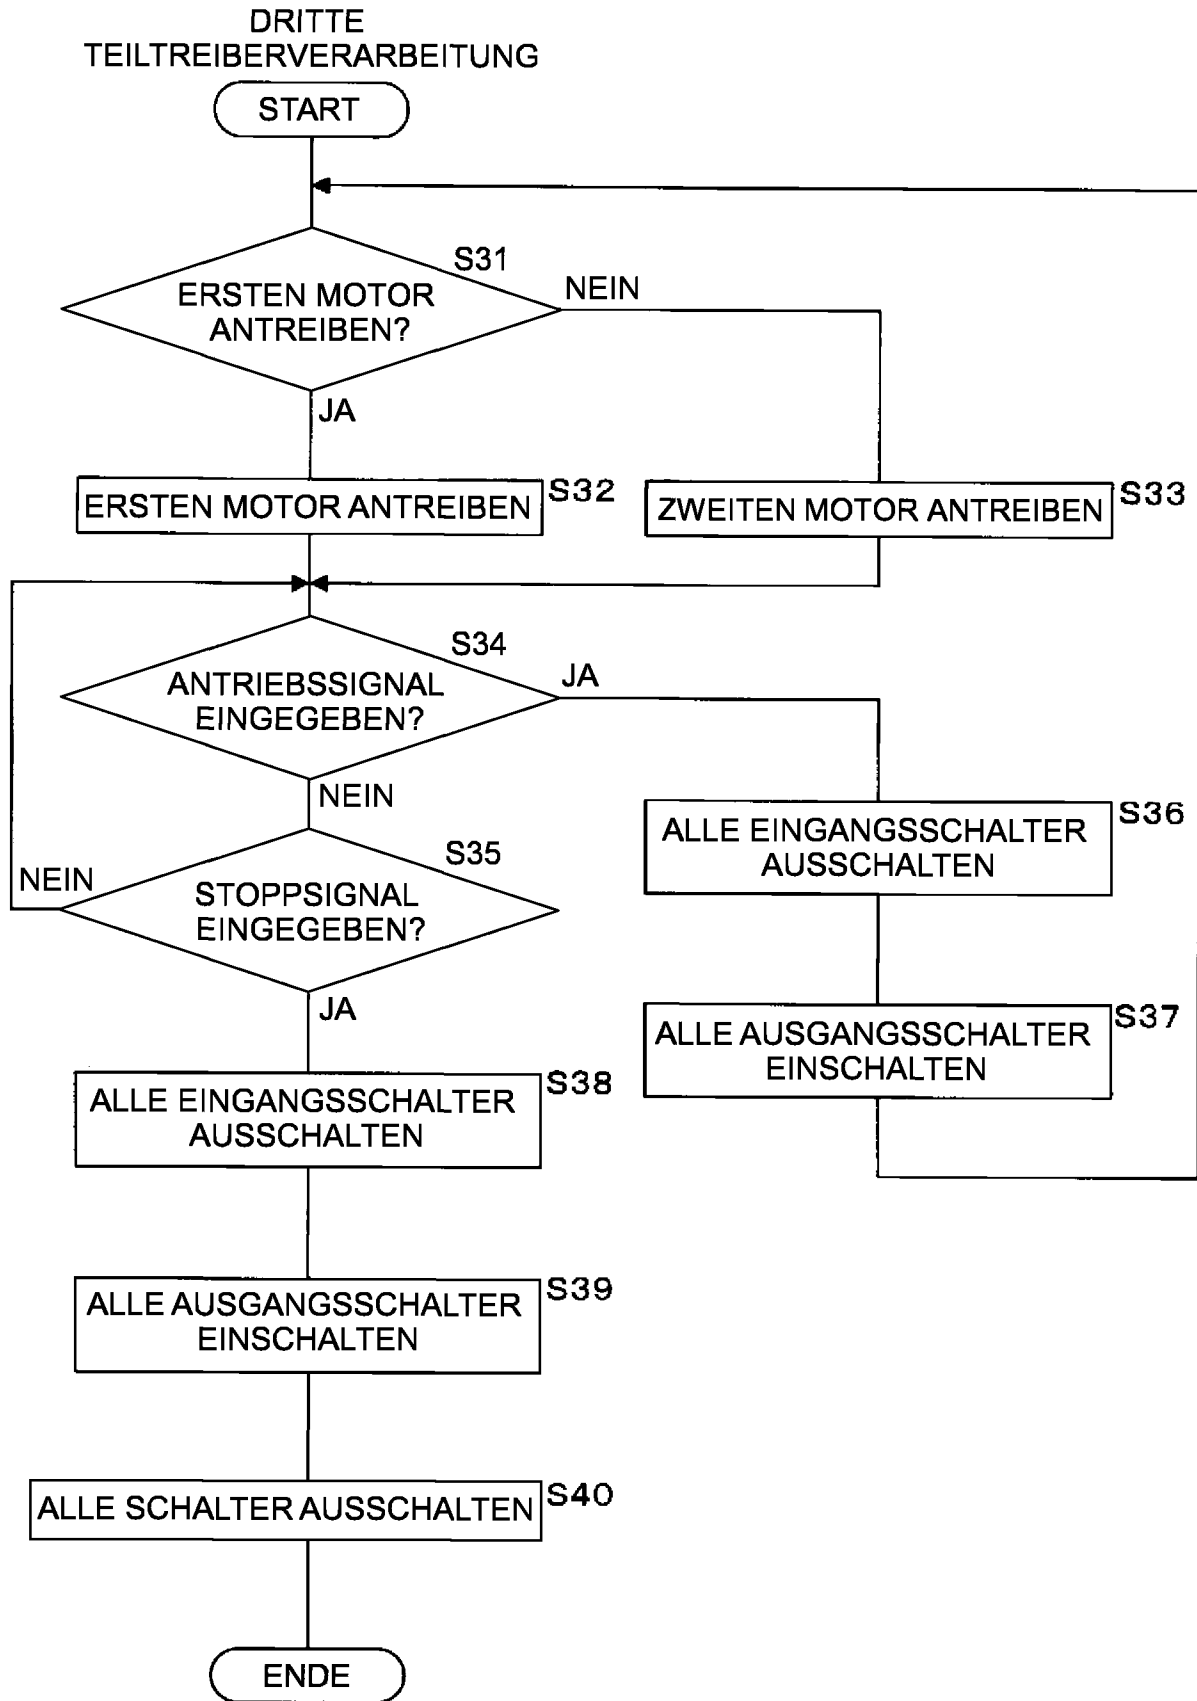 DRITTE
TEILTREIBERVERARBEITUNG
START
S31
ERSTEN MOTOR
ANTREIBEN?
NEIN
JA
ERSTEN MOTOR ANTREIBEN
S32
ZWEITEN MOTOR ANTREIBEN
S33
S34
ANTRIEBSSIGNAL
EINGEGEBEN?
JA
NEIN
S35
STOPPSIGNAL
EINGEGEBEN?
NEIN
JA
S36
ALLE EINGANGSSCHALTER
AUSSCHALTEN
S37
ALLE AUSGANGSSCHALTER
EINSCHALTEN
S38
ALLE EINGANGSSCHALTER
AUSSCHALTEN
S39
ALLE AUSGANGSSCHALTER
EINSCHALTEN
S40
ALLE SCHALTER AUSSCHALTEN
ENDE